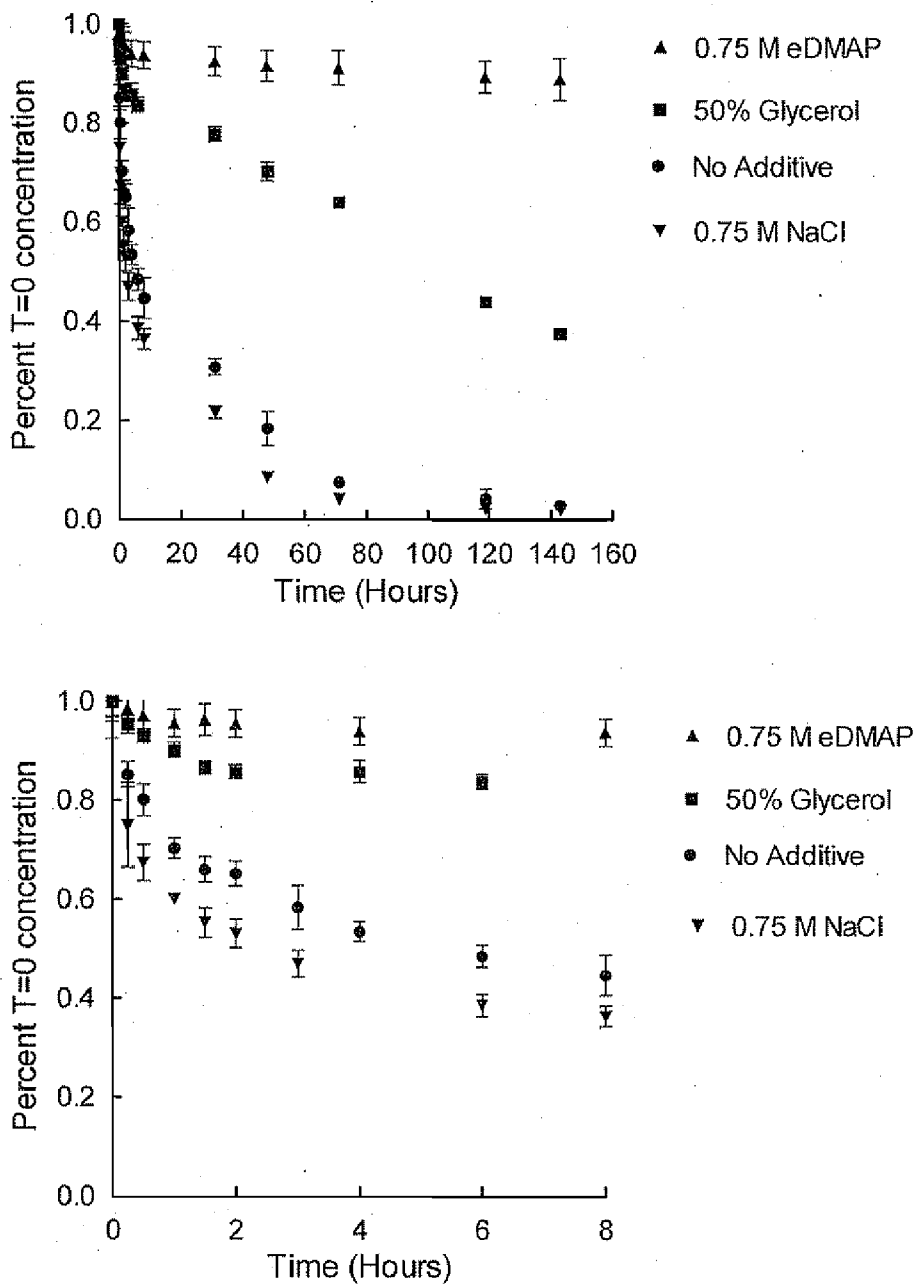 Percent T=0 concentration
1.0
0.8
0.6
0.4
0.2
0.0
0 20 40 60 80 100 120 140 160
Time (Hours)
0.75 M eDMAP
50% Glycerol
No Additive
0.75 M NaCl
Percent T=0 concentration
1.0
0.8
0.6
0.4
0.2
0.0
0 2 4 6 8
Time (Hours)
0.75 M eDMAP
50% Glycerol
No Additive
0.75 M NaCl